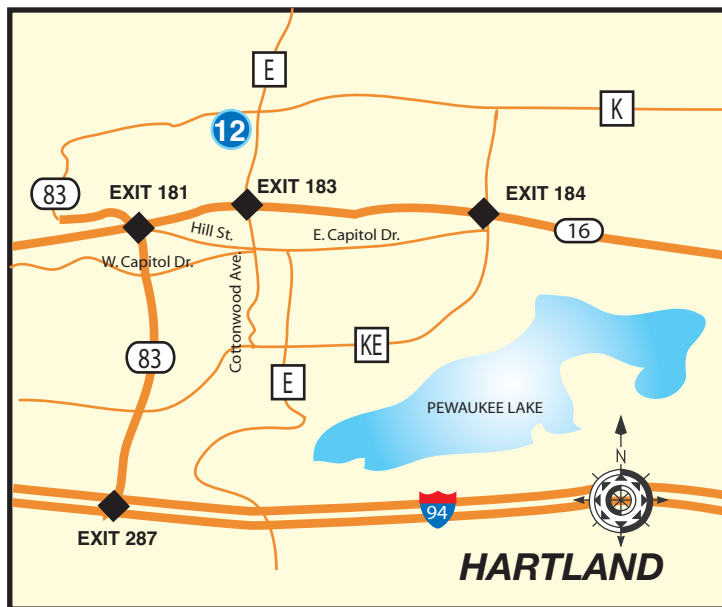 E
K
12
83
EXIT 181
EXIT 183
EXIT 184
16
Hill St.
E. Capitol Dr.
W. Capitol Dr.
Cottonwood Ave.
83
KE
E
PEWAUKEE LAKE
N
94
EXIT 287
HARTLAND